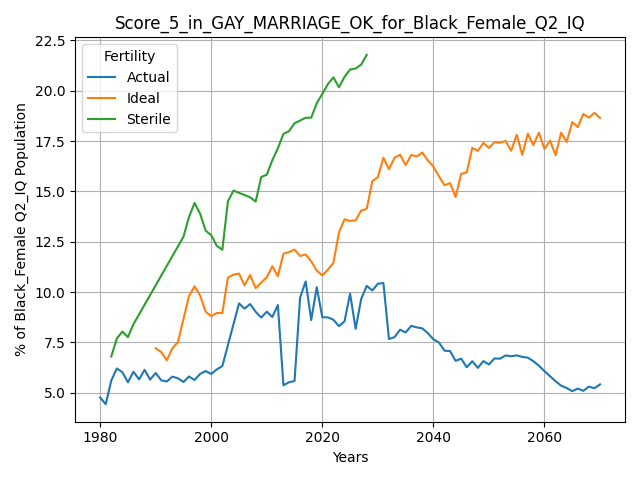 Score_5_in_GAY_MARRIAGE_OK_for_Black_Female_Q2_IQ
% of Black_Female Q2_IQ Population
22.5
20.0
17.5
15.0
12.5
10.0
7.5
5.0
Fertility
Actual
Ideal
Sterile
1980 2000 2020 2040 2060
Years